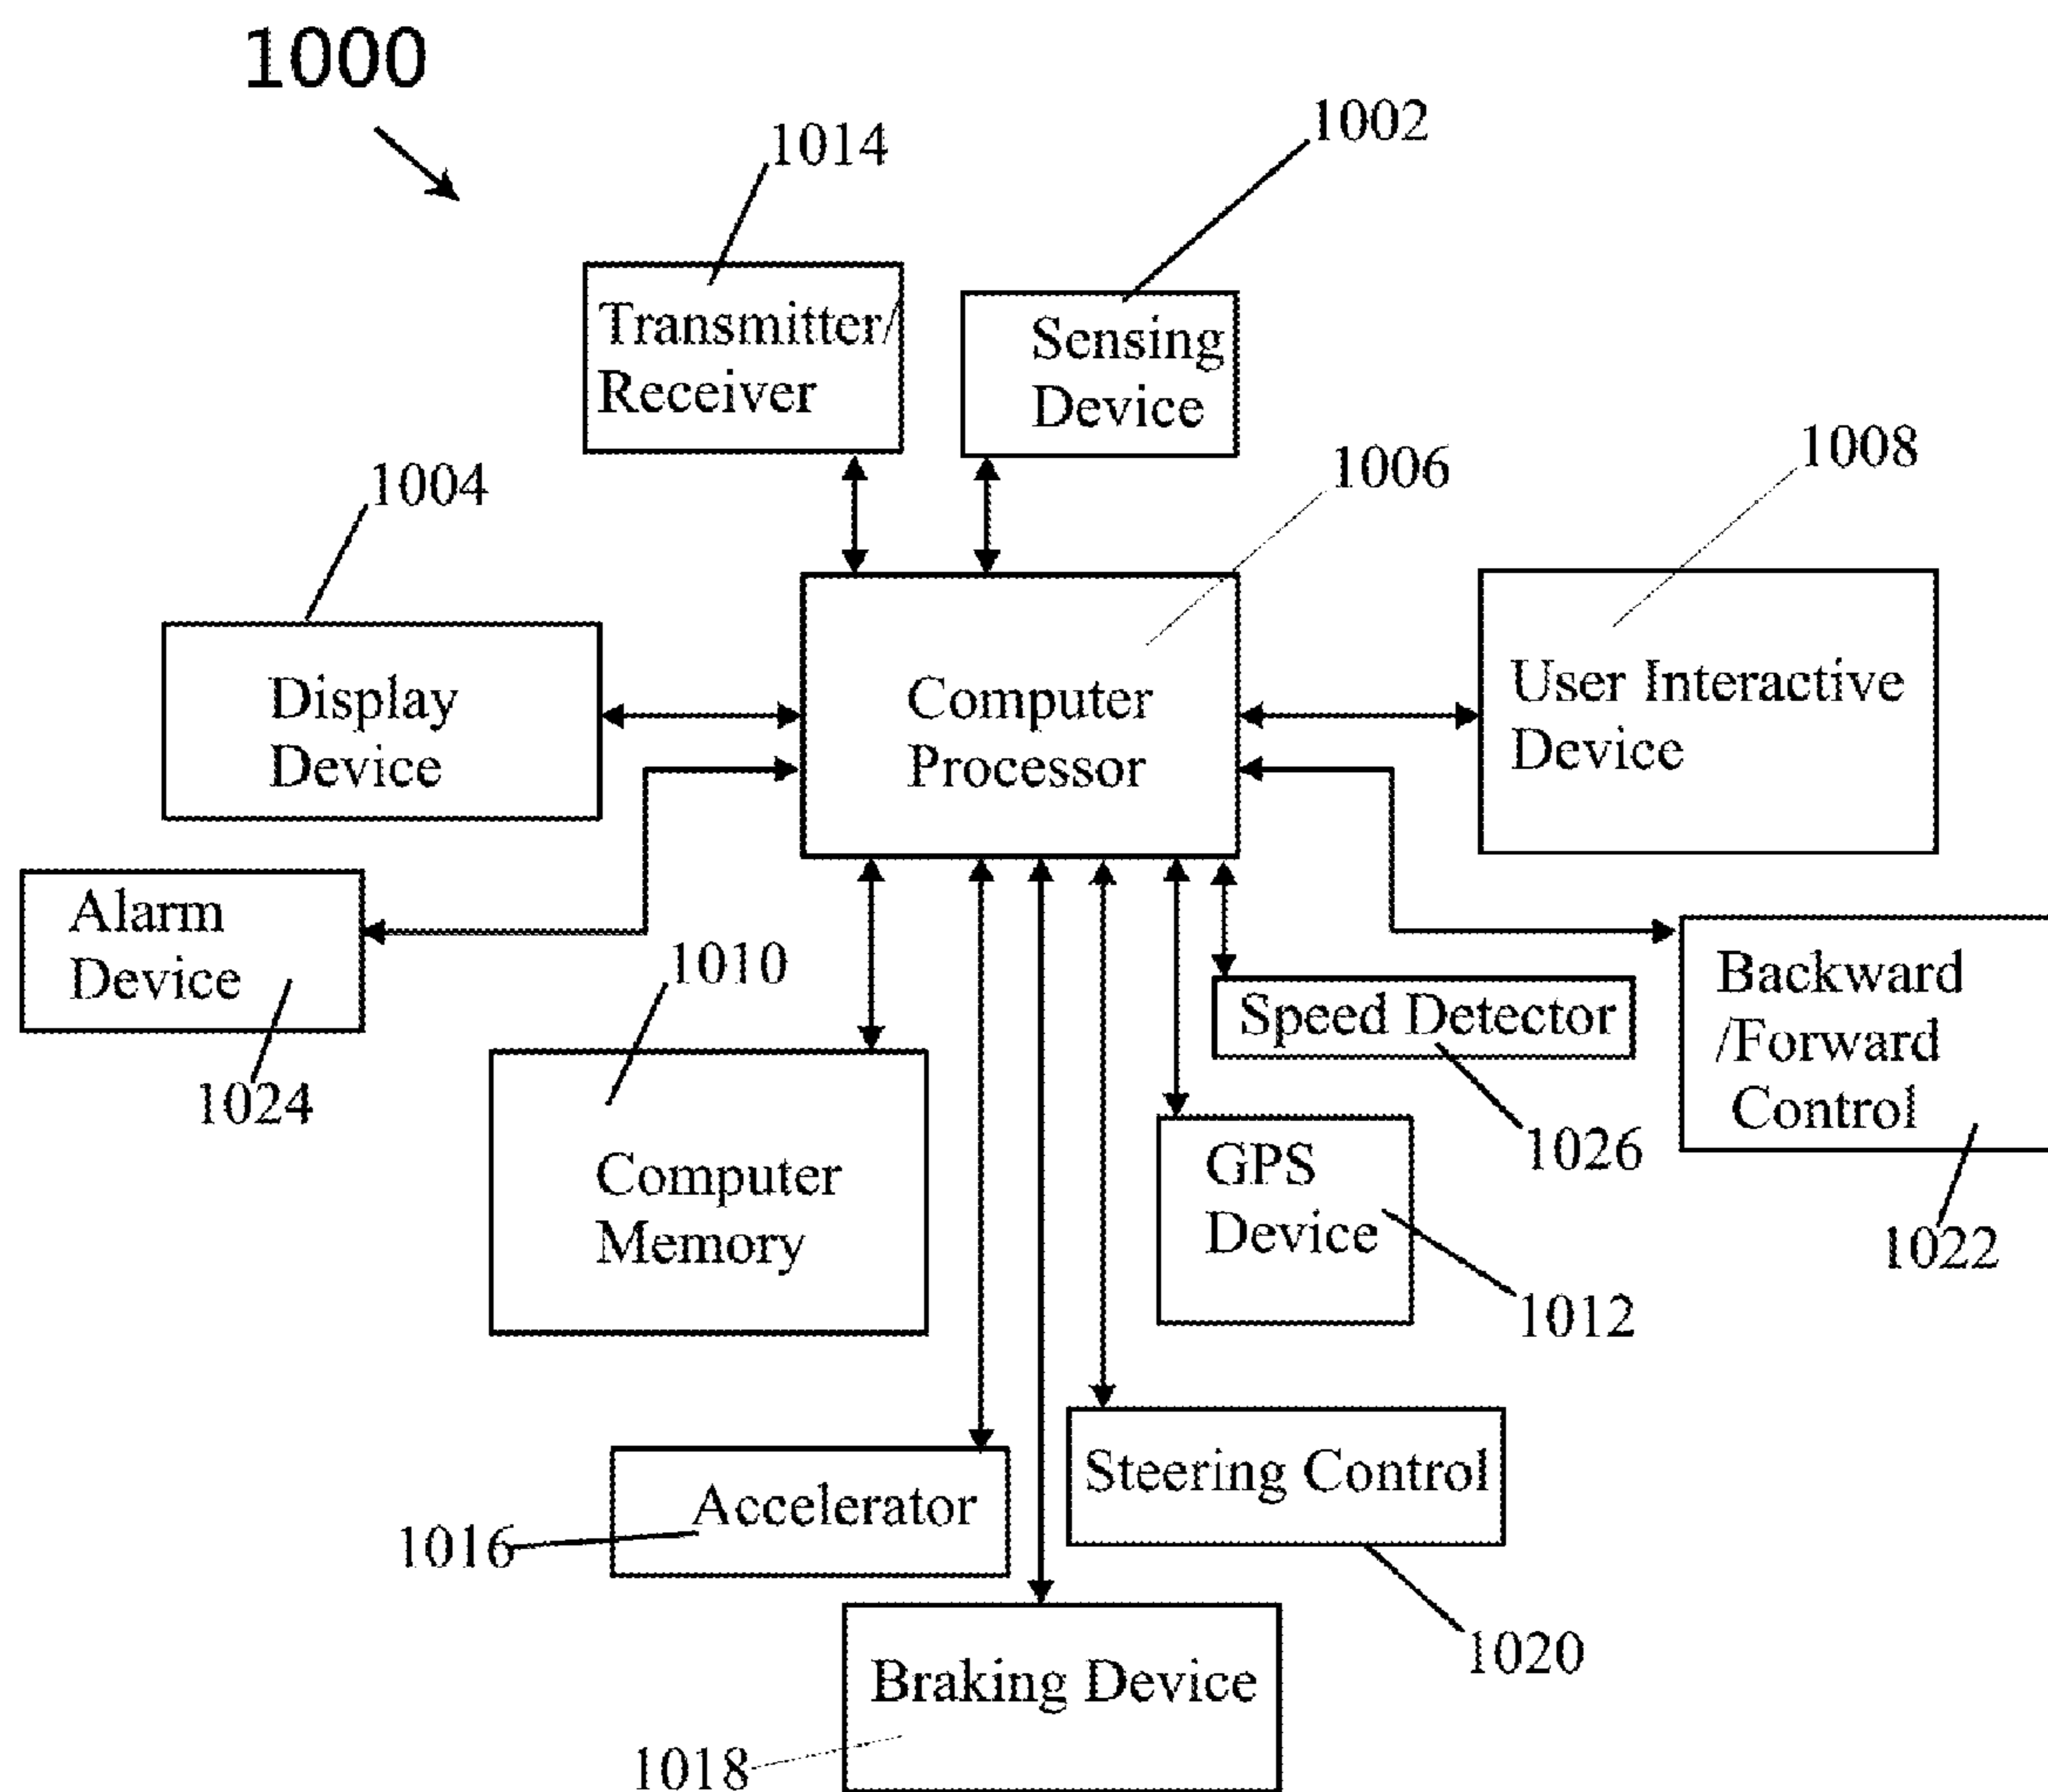 1000
1014
1002
Transmitter/
Receiver
Sensing
Device
1004
1006
1008
Display
Device
Computer
Processor
User Interactive
Device
Alarm
Device
1024
1010
Computer
Memory
Speed Detector
1026
Backward
/Forward
Control
1022
GPS
Device
1012
Accelerator
1016
Steering Control
1020
Braking Device
1018